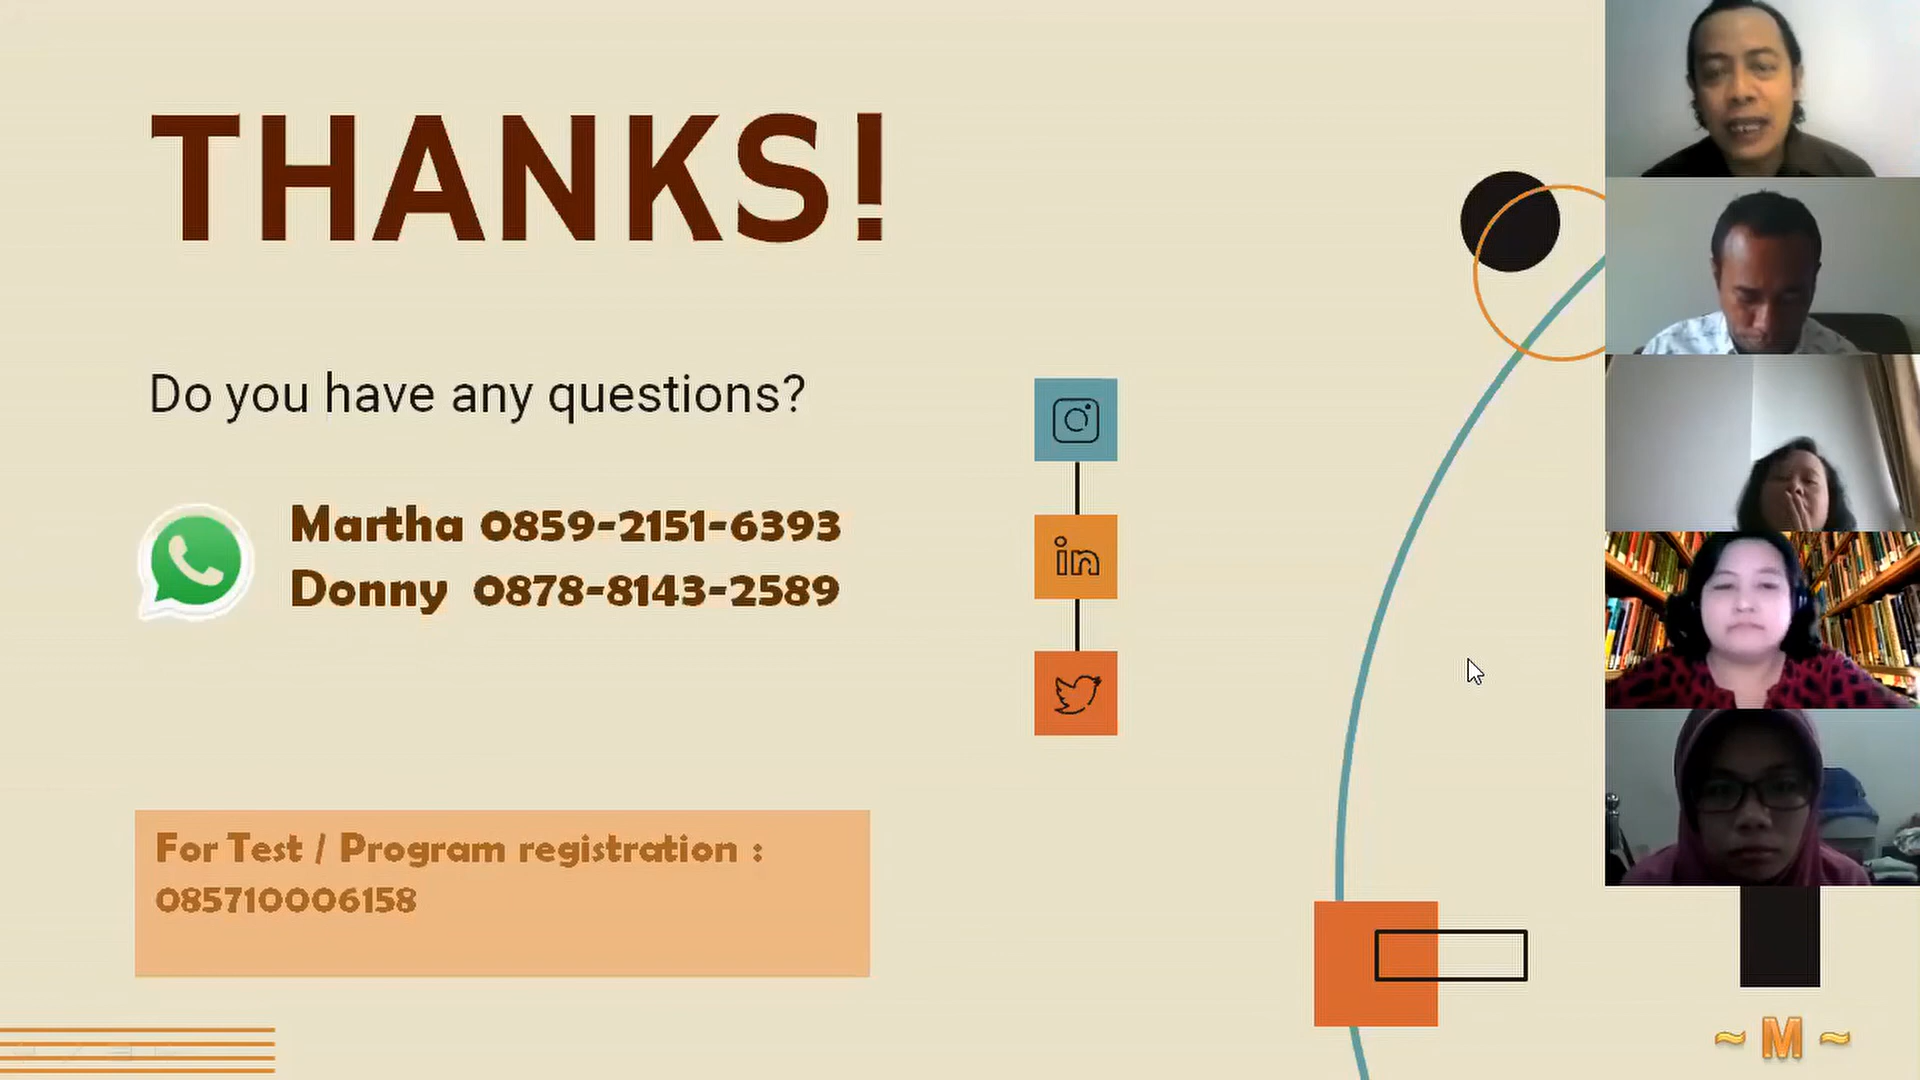 THANKS!
Do you have any questions?
Martha 0859-2151-6393
Donny 0878-8143-2589
in
For Test / Program registration :
085710006158
~ M ~